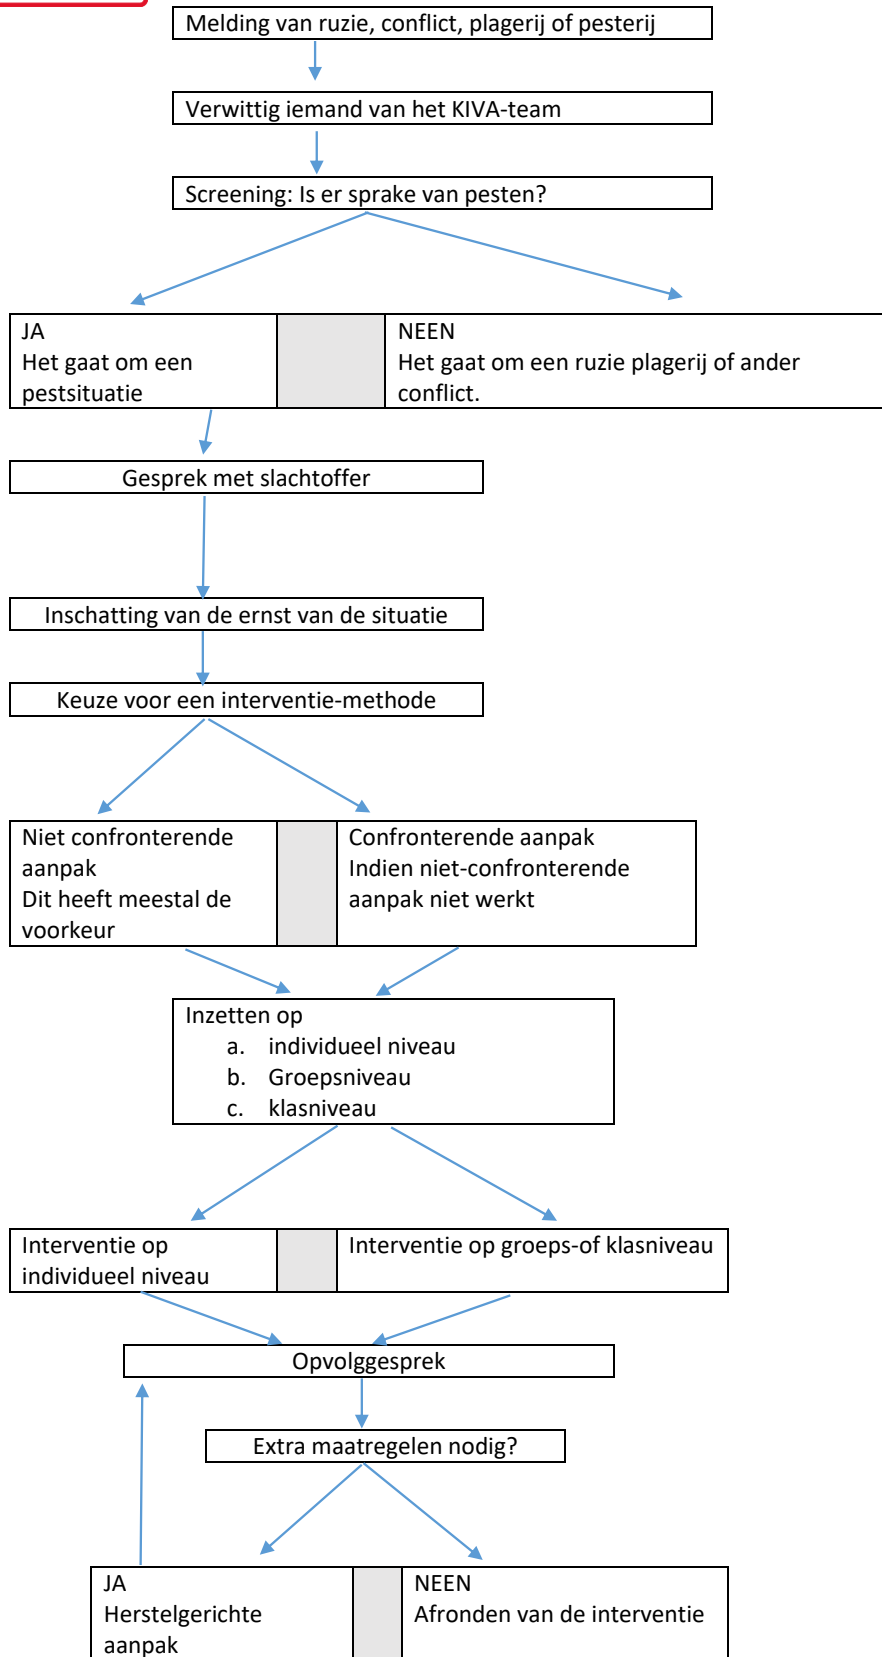 Melding van ruzie, conflict, plagerij of pesterij
Verwittig iemand van het KIVA-team
Screening: Is er sprake van pesten?
JA
Het gaat om een
pestsituatie
NEEN
Het gaat om een ruzie plagerij of ander
conflict.
Gesprek met slachtoffer
Inschatting van de ernst van de situatie
Keuze voor een interventie-methode
Niet confronterende
aanpak
Dit heeft meestal de
voorkeur
Confronterende aanpak
Indien niet-confronterende
aanpak niet werkt
Inzetten op
a. individueel niveau
b. Groepsniveau
c. klasniveau
Interventie op
individueel niveau
Interventie op groeps-of klasniveau
Opvolggesprek
Extra maatregelen nodig?
JA
Herstelgerichte
aanpak
NEEN
Afronden van de interventie